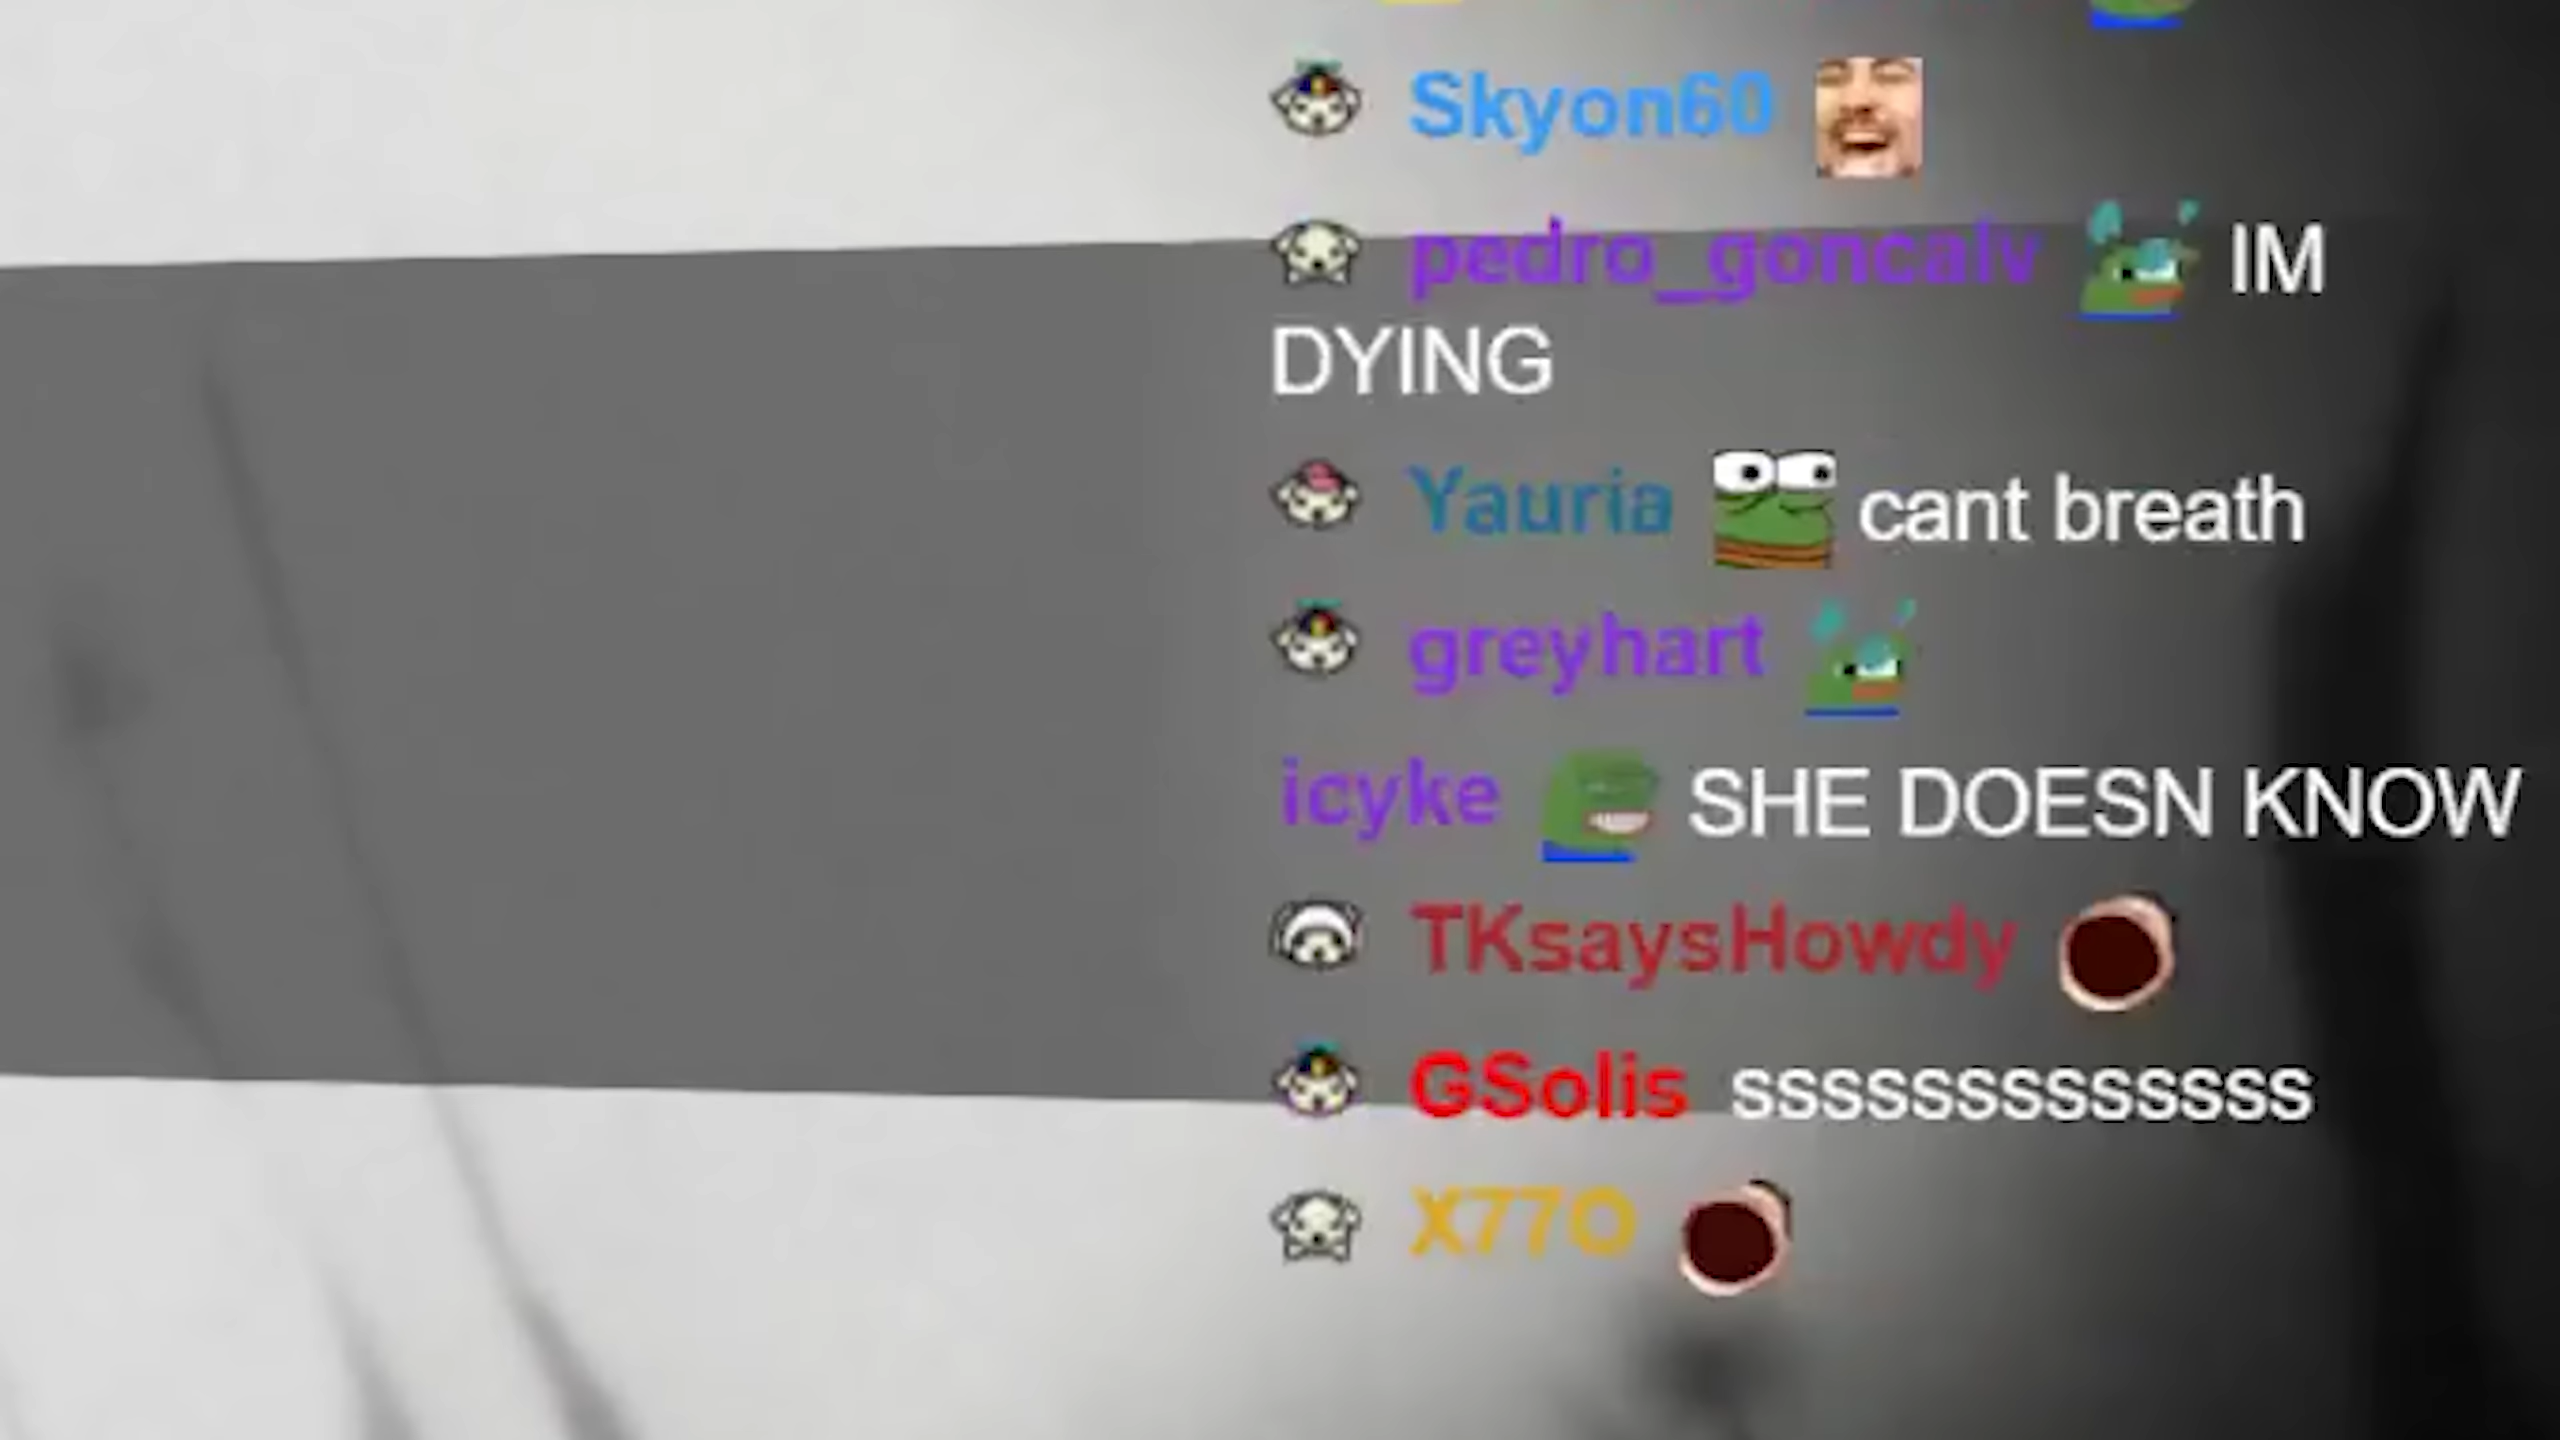 Skyon60
pedro_goncalv IM
DYING
Yauria cant breath
greyhart
icyke SHE DOESN KNOW
TKsaysHowdy
GSolis sssssssssssss
X77O